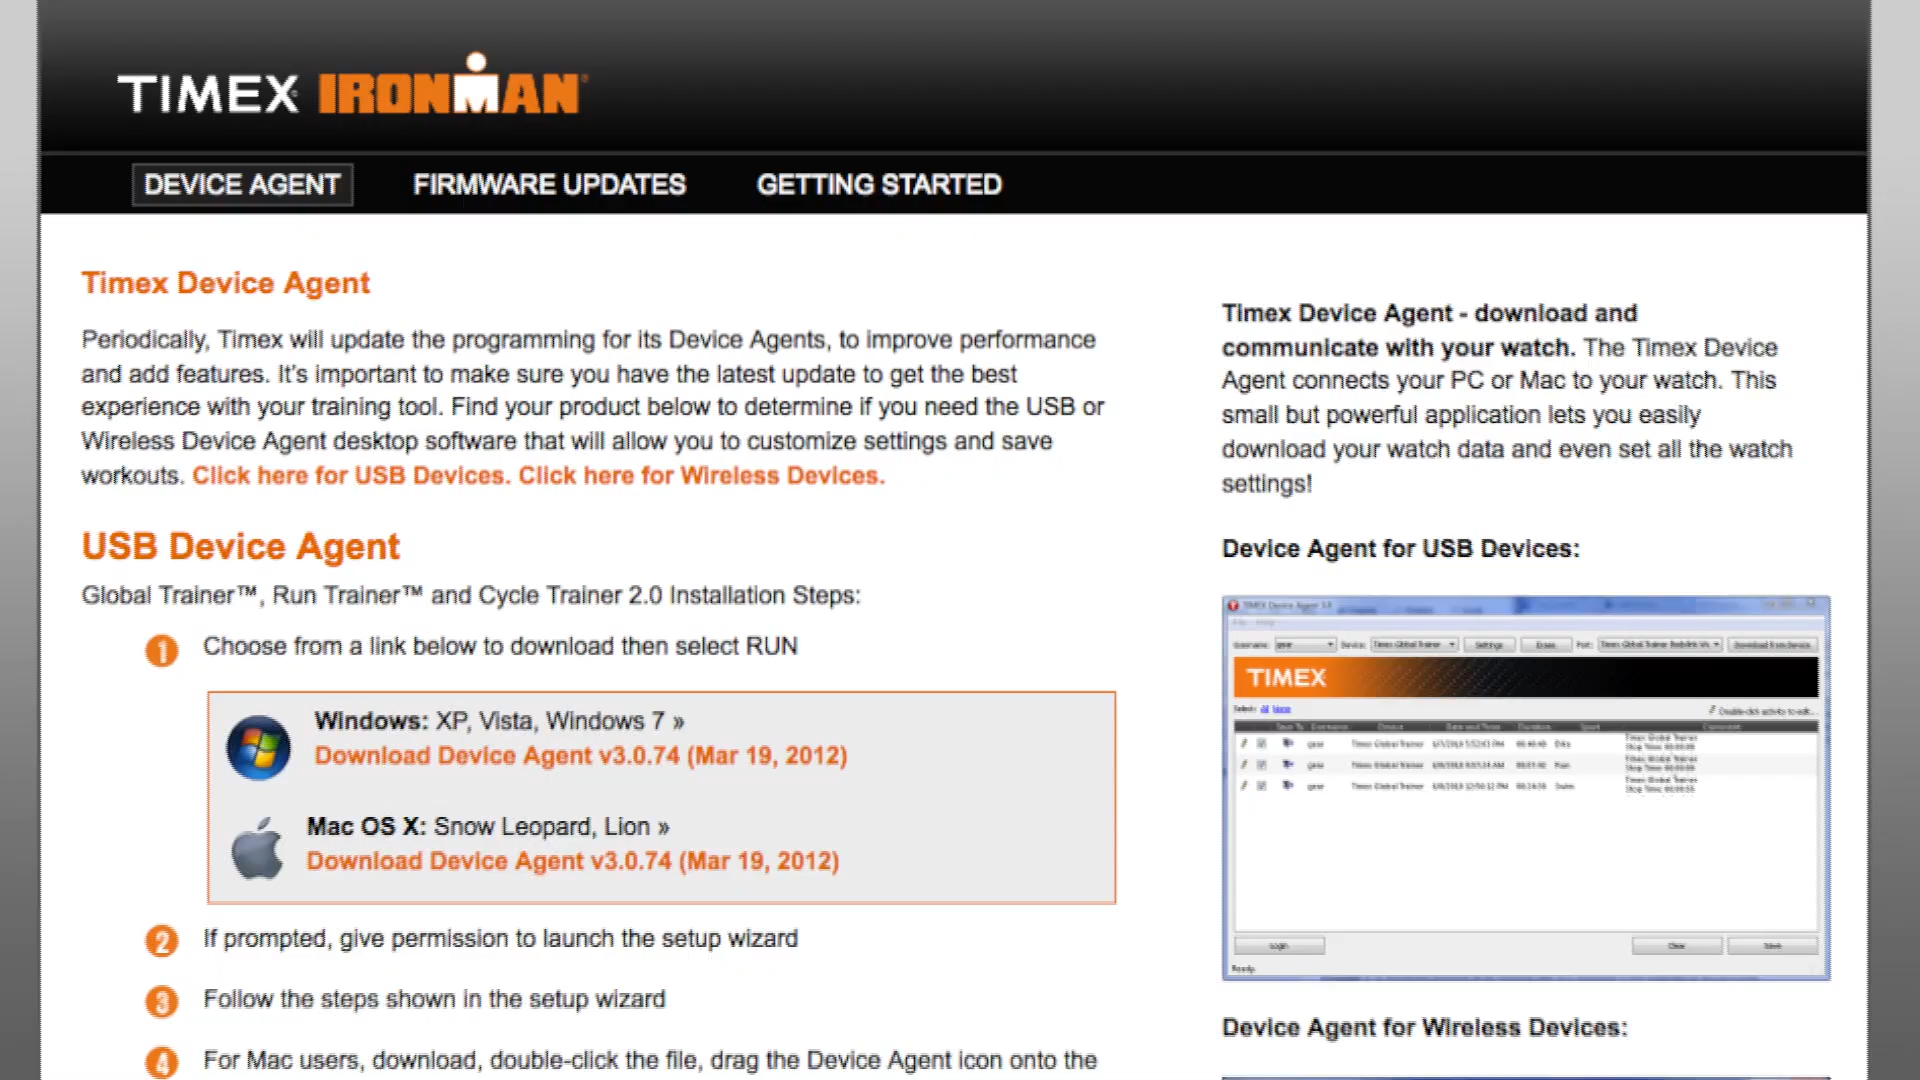 TIMEX IRONMAN
DEVICE AGENT FIRMWARE UPDATES GETTING STARTED
Timex Device Agent
Periodically, Timex will update the programming for its Device Agents, to improve performance
and add features. It's important to make sure you have the latest update to get the best
experience with your training tool. Find your product below to determine if you need the USB or
Wireless Device Agent desktop software that will allow you to customize settings and save
workouts. Click here for USB Devices. Click here for Wireless Devices.
USB Device Agent
Global Trainer™, Run Trainer™ and Cycle Trainer 2.0 Installation Steps:
1 Choose from a link below to download then select RUN
Windows: XP, Vista, Windows 7 »
Download Device Agent v3.0.74 (Mar 19, 2012)
Mac OS X: Snow Leopard, Lion »
Download Device Agent v3.0.74 (Mar 19, 2012)
2 If prompted, give permission to launch the setup wizard
3 Follow the steps shown in the setup wizard
4 For Mac users, download, double-click the file, drag the Device Agent icon onto the
Timex Device Agent - download and
communicate with your watch. The Timex Device
Agent connects your PC or Mac to your watch. This
small but powerful application lets you easily
download your watch data and even set all the watch
settings!
Device Agent for USB Devices:
TIMEX
Login Clear Save
Ready
Device Agent for Wireless Devices: